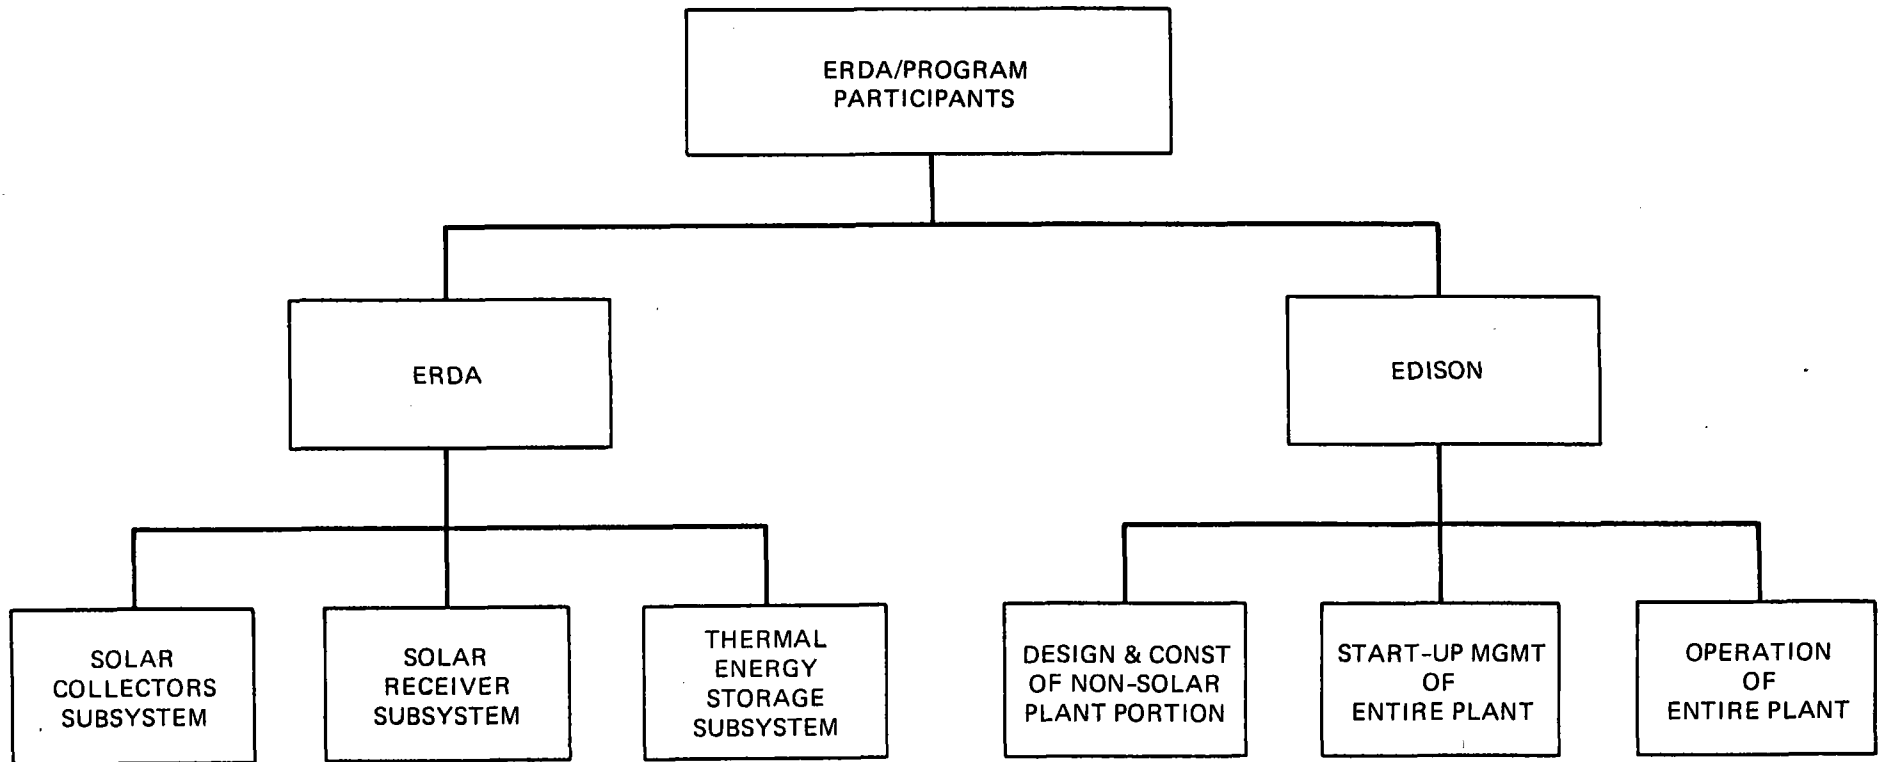 ERDA/PROGRAM
PARTICIPANTS
ERDA
EDISON
SOLAR
COLLECTORS
SUBSYSTEM
SOLAR
RECEIVER
SUBSYSTEM
THERMAL
ENERGY
STORAGE
SUBSYSTEM
DESIGN & CONST
OF NON-SOLAR
PLANT PORTION
START-UP MGMT
OF
ENTIRE PLANT
OPERATION
OF
ENTIRE PLANT